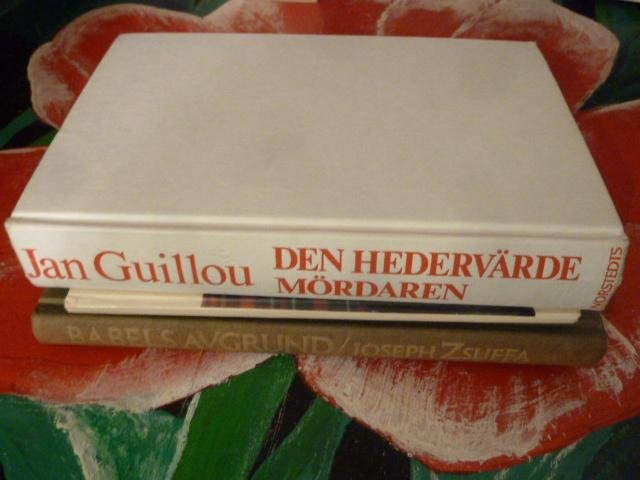 Jan Guillou
DEN HEDERVÄRDE
MÖRDAREN
NORSTEDTS
BABELS AVGRUND/JOSEPH ZSUFFA